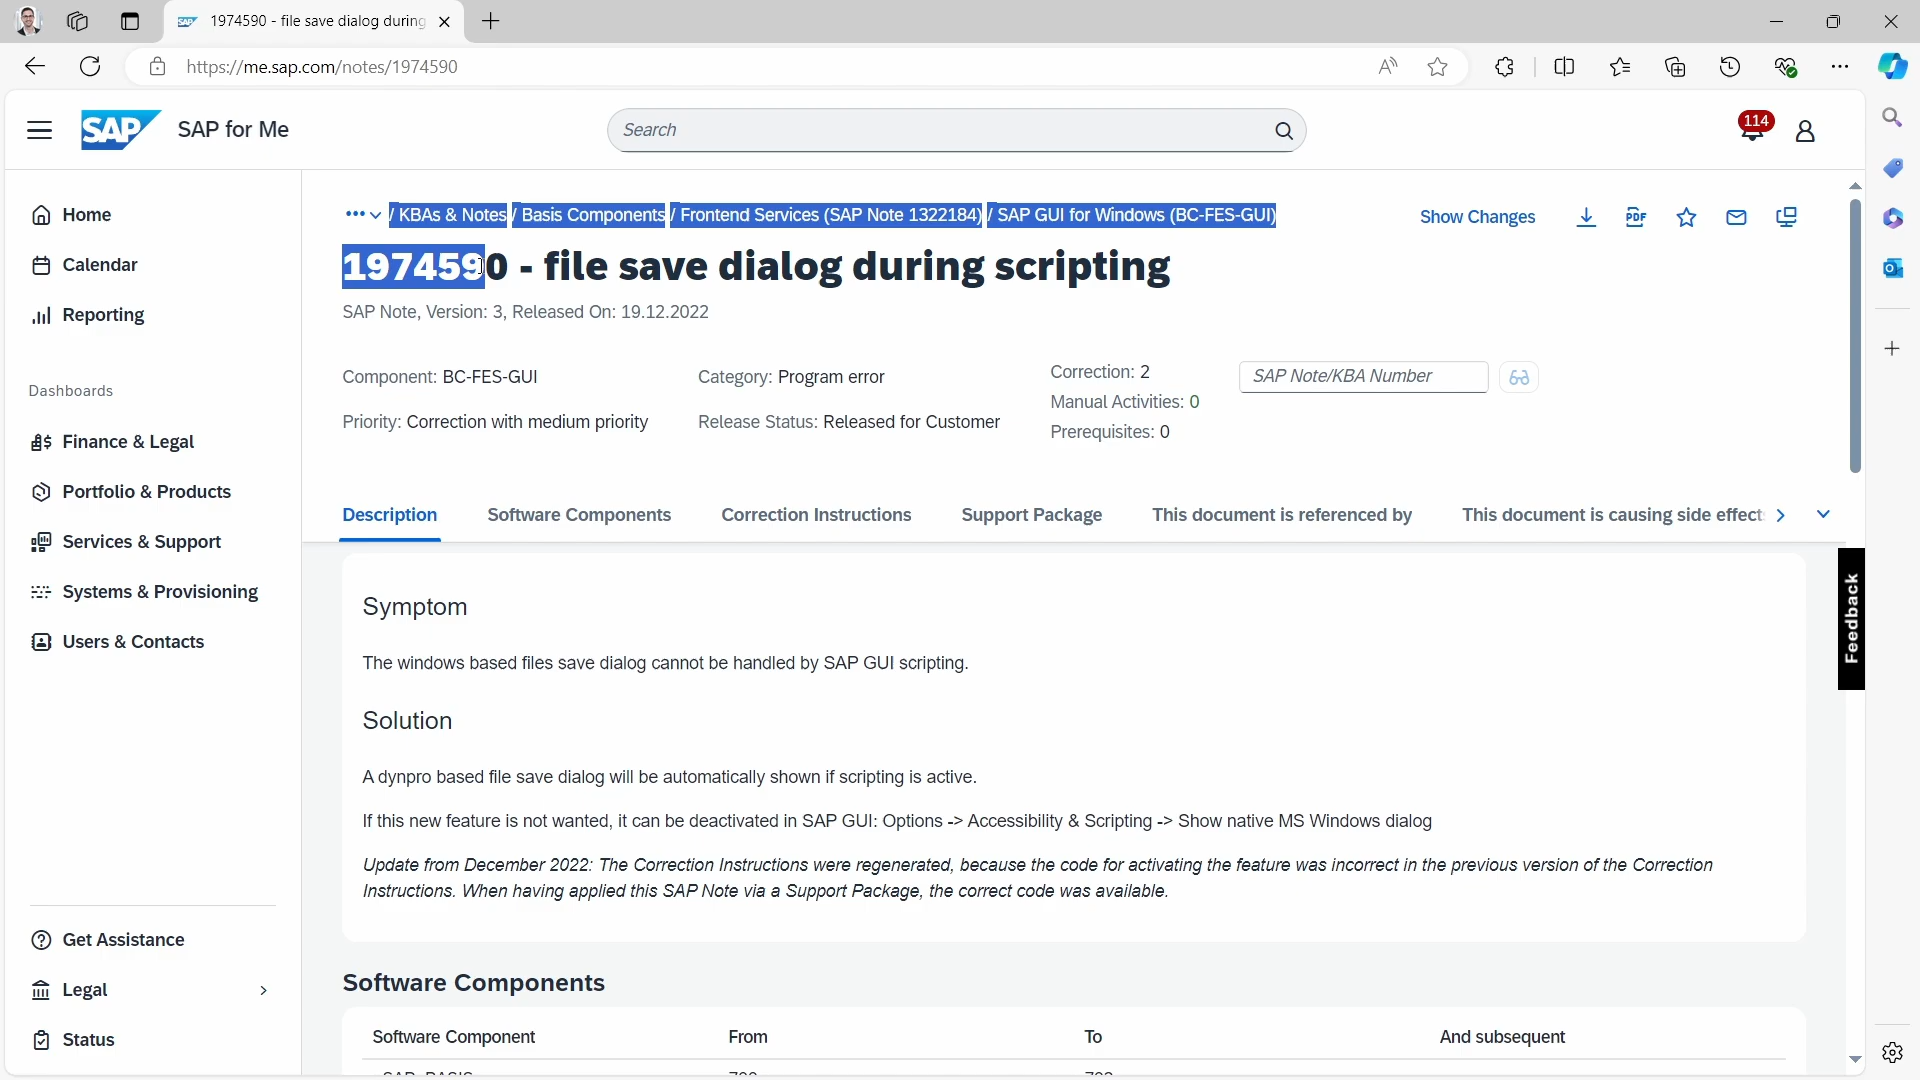 1974590 - file save dialog during
https://me.sap.com/notes/1974590
SAP
SAP for Me
Search
114
Home
Calendar
Reporting
Dashboards
Finance & Legal
Portfolio & Products
Services & Support
Systems & Provisioning
Users & Contacts
Get Assistance
Legal
Status
/ KBAs & Notes / Basis Components / Frontend Services (SAP Note 1322184) / SAP GUI for Windows (BC-FES-GUI)
Show Changes
PDF
1974590 - file save dialog during scripting
SAP Note, Version: 3, Released On: 19.12.2022
Component: BC-FES-GUI
Category: Program error
Correction: 2
SAP Note/KBA Number
Manual Activities: 0
Priority: Correction with medium priority
Release Status: Released for Customer
Prerequisites: 0
Description
Software Components
Correction Instructions
Support Package
This document is referenced by
This document is causing side effect
Feedback
Symptom
The windows based files save dialog cannot be handled by SAP GUI scripting.
Solution
A dynpro based file save dialog will be automatically shown if scripting is active.
If this new feature is not wanted, it can be deactivated in SAP GUI: Options -> Accessibility & Scripting -> Show native MS Windows dialog
Update from December 2022: The Correction Instructions were regenerated, because the code for activating the feature was incorrect in the previous version of the Correction
Instructions. When having applied this SAP Note via a Support Package, the correct code was available.
Software Components
Software Component
From
To
And subsequent